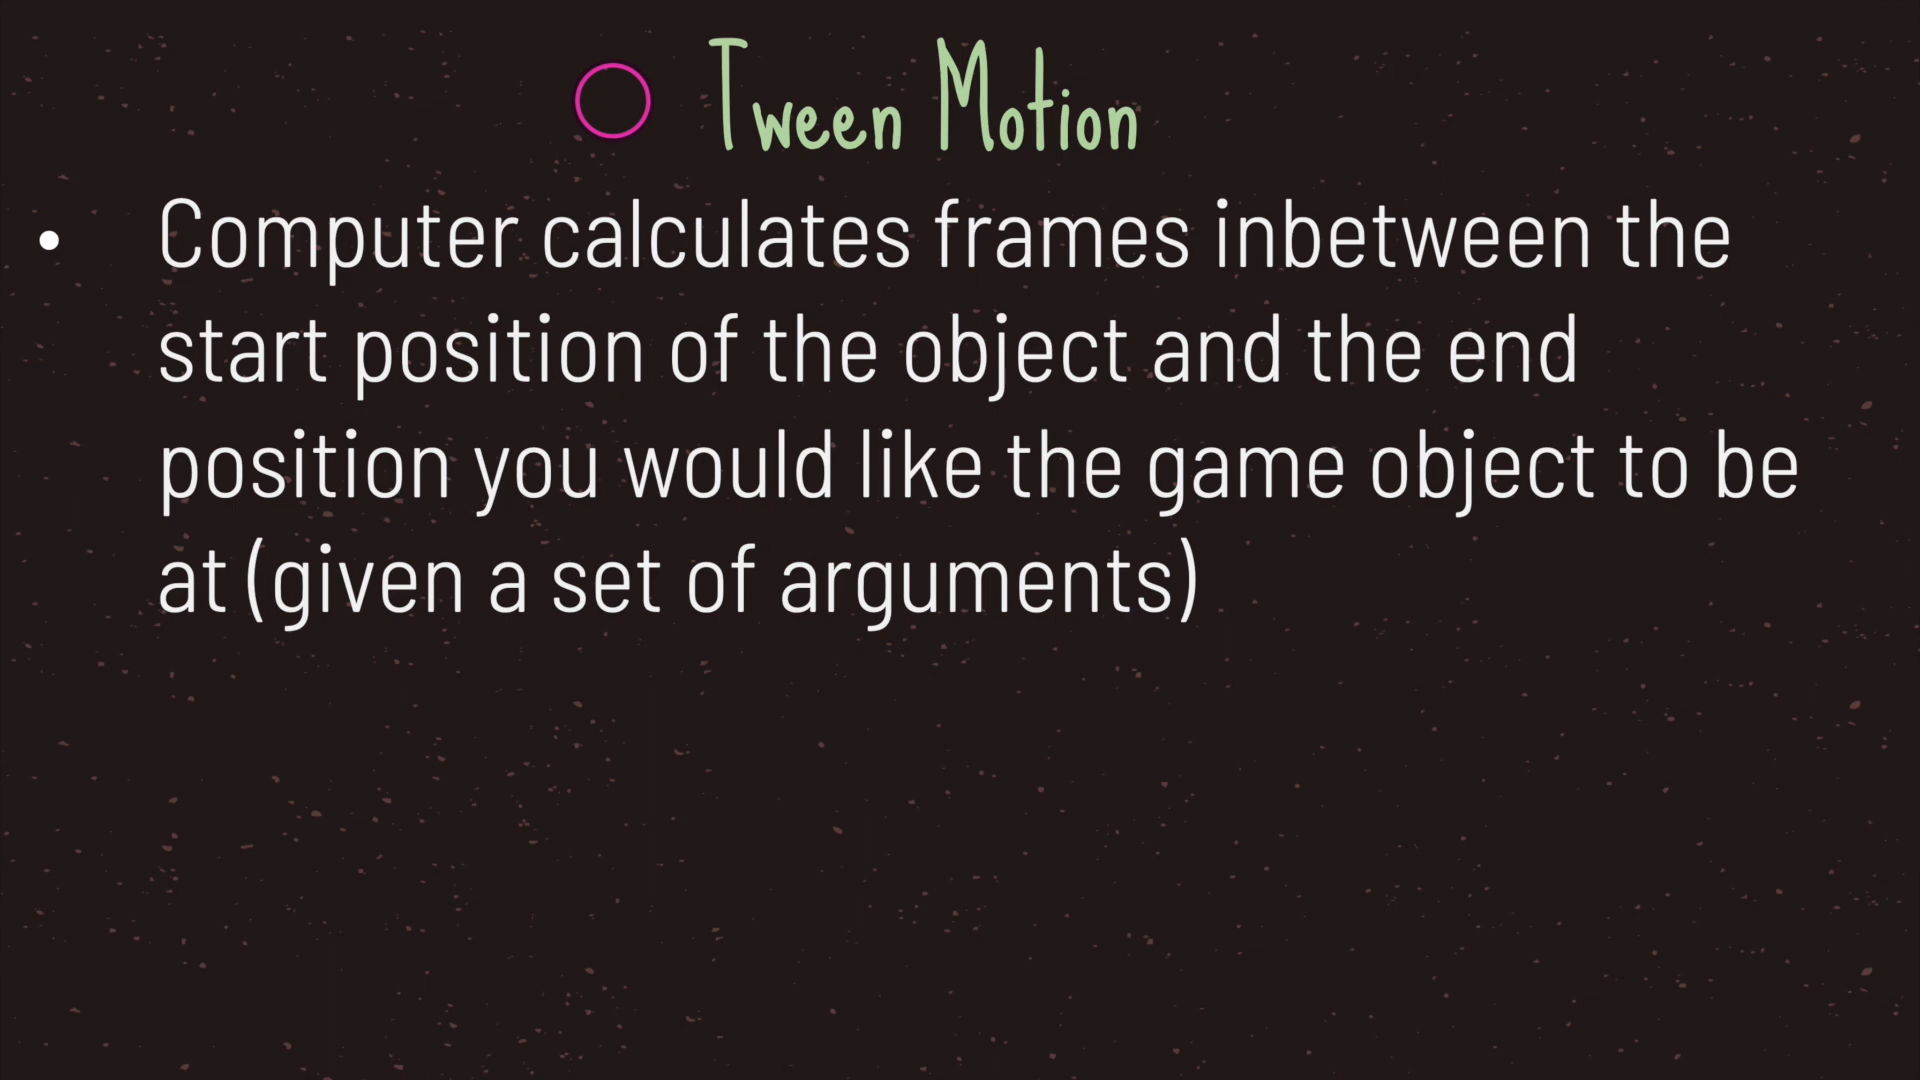 Tween Motion
• Computer calculates frames inbetween the
start position of the object and the end
position you would like the game object to be
at (given a set of arguments)